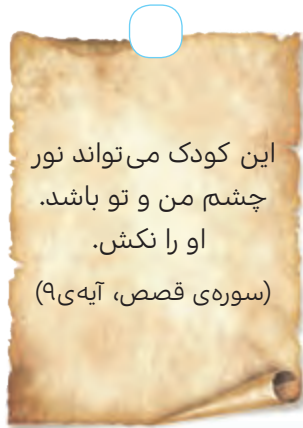 این کودک می‌تواند نور
چشم من و تو باشد.
او را نکش.
(سوره‌ی قصص، آیه‌ی۹)